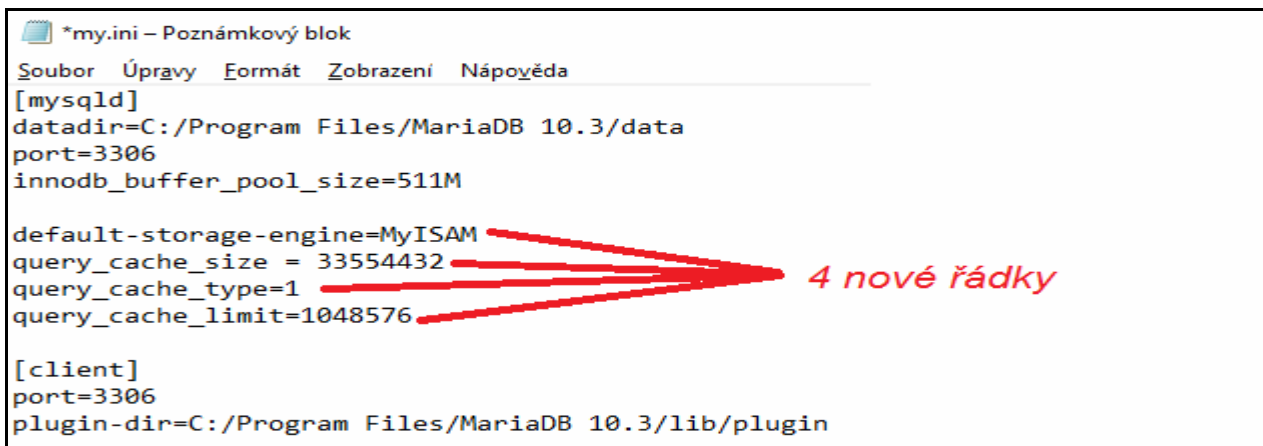 *my.ini – Poznámkový blok
Soubor Úpravy Formát Zobrazení Nápověda
[mysqld]
datadir=C:/Program Files/MariaDB 10.3/data
port=3306
innodb_buffer_pool_size=511M
default-storage-engine=MyISAM
query_cache_size = 33554432
query_cache_type=1
4 nové řádky
query_cache_limit=1048576
[client]
port=3306
plugin-dir=C:/Program Files/MariaDB 10.3/lib/plugin